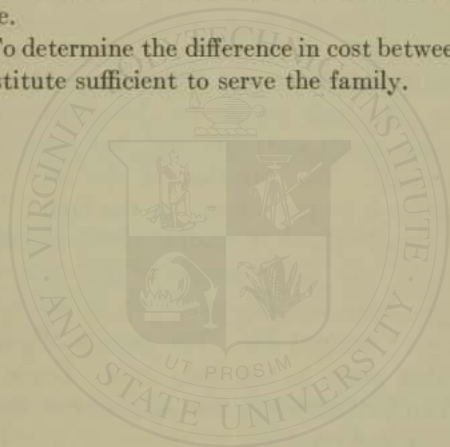 e.
To determine the difference in cost betwee
stitute sufficient to serve the family.
VIRGINIA POLYTECHNIC INSTITUTE
AND STATE UNIVERSITY
UT PROSIM